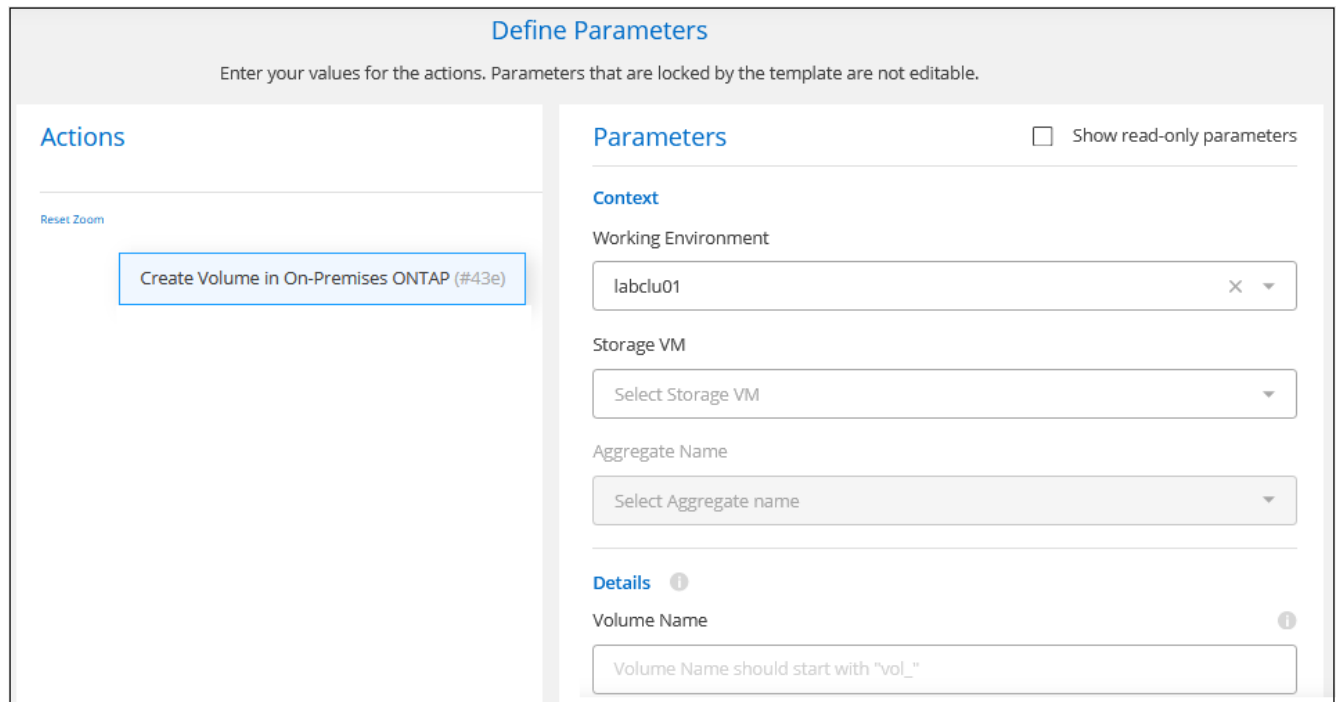 Define Parameters
Enter your values for the actions. Parameters that are locked by the template are not editable.
Actions
Reset Zoom
Create Volume in On-Premises ONTAP (#43e)
Parameters
Show read-only parameters
Context
Working Environment
labclu01
Storage VM
Select Storage VM
Aggregate Name
Select Aggregate name
Details
Volume Name
Volume Name should start with "vol_"